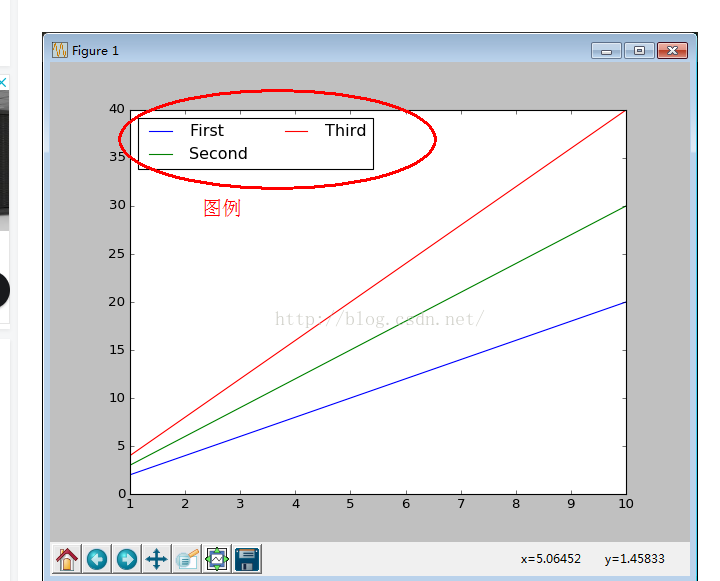 Figure 1
40
35
30
25
20
15
10
5
0
First
Third
Second
图例
http://blog.csdn.net/
1 2 3 4 5 6 7 8 9 10
x=5.06452 y=1.45833